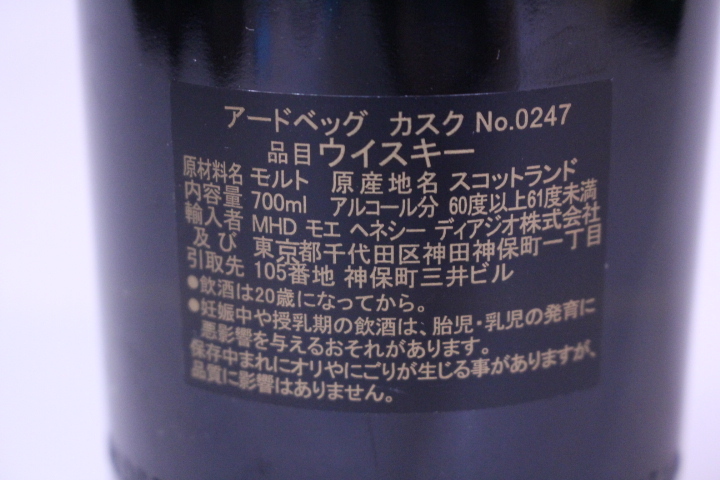 アードベッグ カスク No.0247
品目 ウイスキー
原材料名 モルト 原産地名 スコットランド
内容量 700ml アルコール分 60度以上61度未満
輸入者 MHD モエ ヘネシー ディアジオ株式会社
及び 東京都千代田区神田神保町一丁目
引取先 105番地 神保町三井ビル
●飲酒は20歳になってから。
●妊娠中や授乳期の飲酒は、胎児・乳児の発育に
悪影響を与えるおそれがあります。
保存中まれにオリやにごりが生じる事がありますが、
品質に影響はありません。